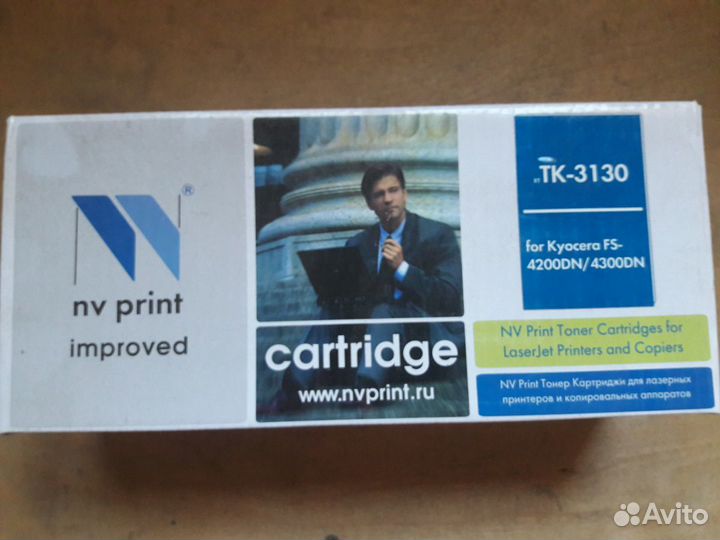 ®
nv print
improved
cartridge
www.nvprint.ru
TK-3130
for Kyocera FS-
4200DN/4300DN
NV Print Toner Cartridges for
LaserJet Printers and Copiers
NV Print Тонер Картриджи для лазерных
принтеров и копировальных аппаратов
Avito